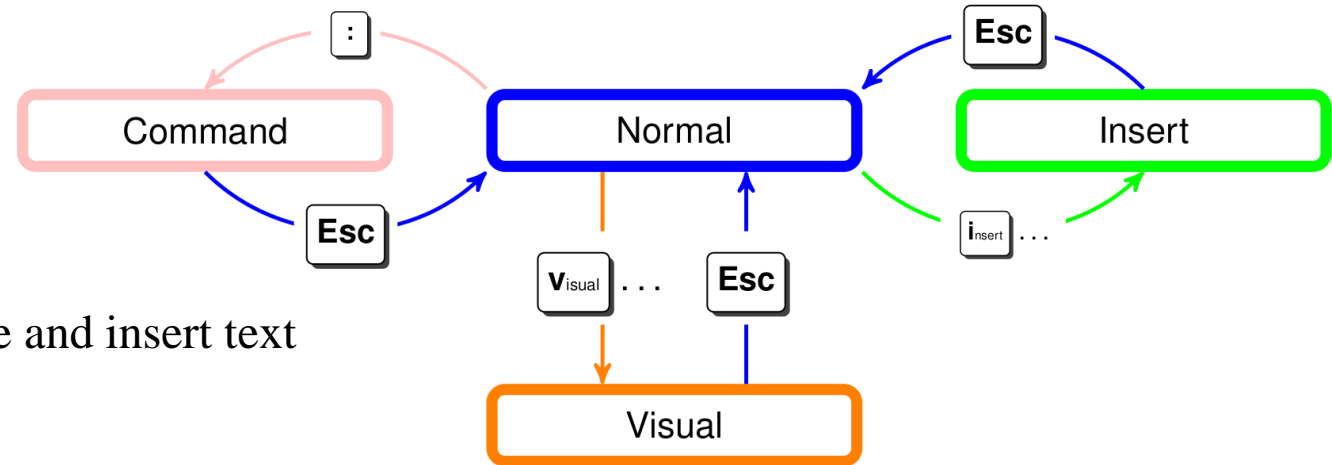 :
Esc
Command
Normal
Insert
Esc
insert ...
visual ...
Esc
e and insert text
Visual